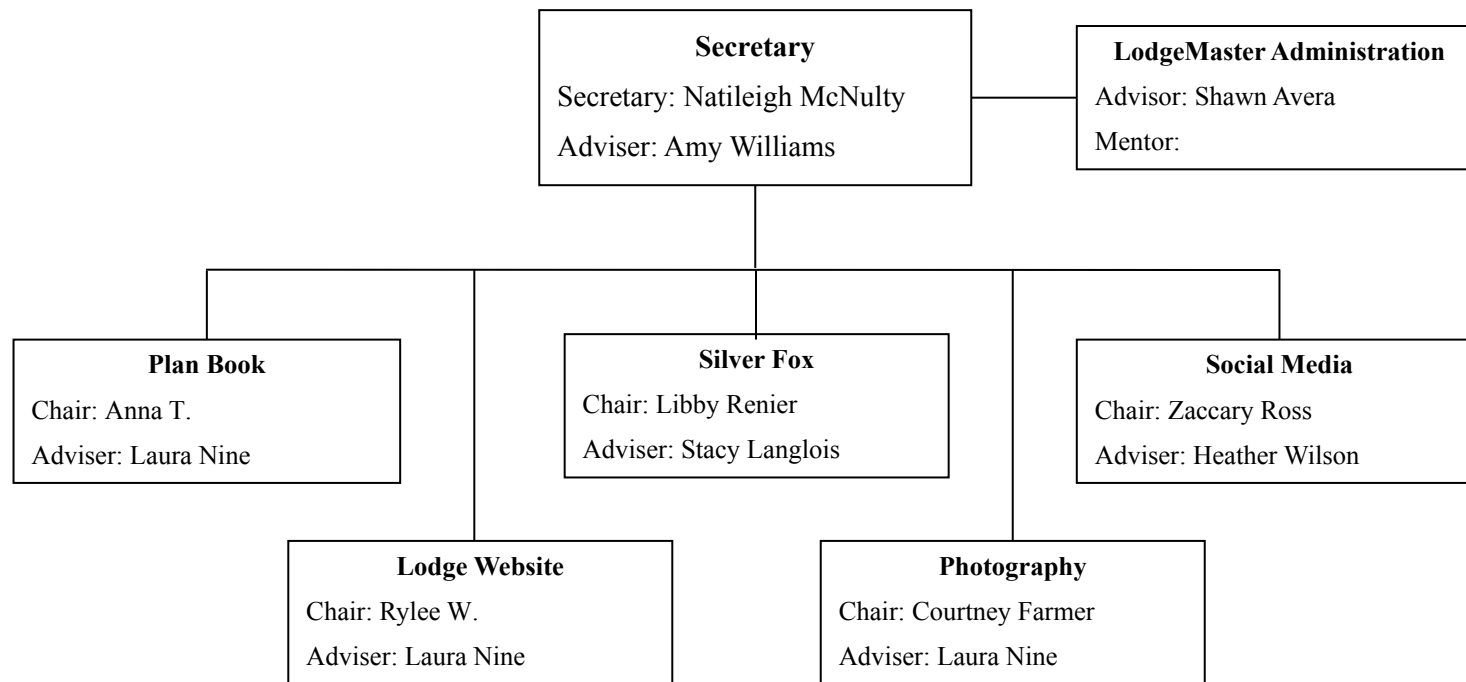 Secretary
Secretary: Natileigh McNulty
Adviser: Amy Williams
LodgeMaster Administration
Advisor: Shawn Avera
Mentor:
Plan Book
Chair: Anna T.
Adviser: Laura Nine
Silver Fox
Chair: Libby Renier
Adviser: Stacy Langlois
Social Media
Chair: Zaccary Ross
Adviser: Heather Wilson
Lodge Website
Chair: Rylee W.
Adviser: Laura Nine
Photography
Chair: Courtney Farmer
Adviser: Laura Nine